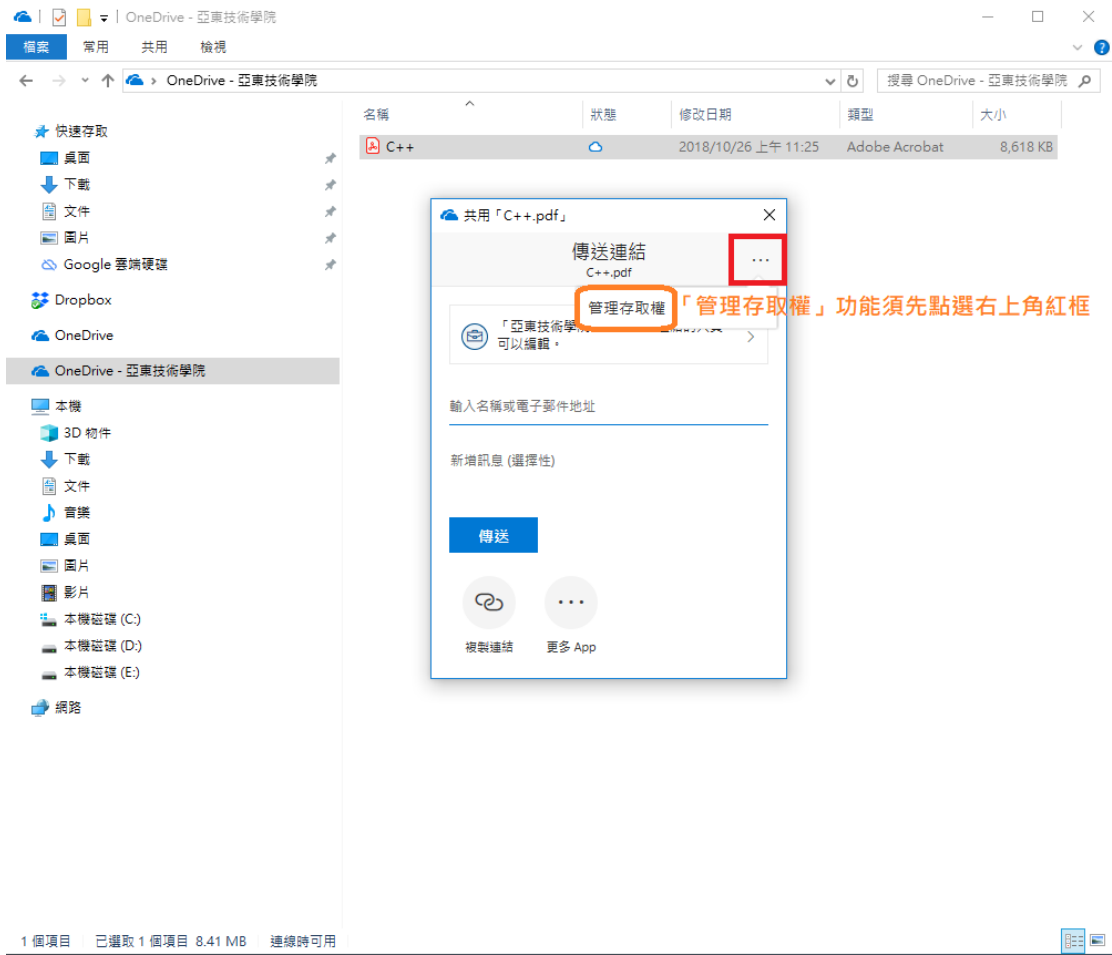 OneDrive - 亞東技術學院
檔案 常用 共用 檢視
OneDrive - 亞東技術學院
搜尋 OneDrive - 亞東技術學院
名稱 狀態 修改日期 類型 大小
C++ 2018/10/26 上午 11:25 Adobe Acrobat 8,618 KB
快速存取
桌面
下載
文件
圖片
Google 雲端硬碟
Dropbox
OneDrive
OneDrive - 亞東技術學院
本機
3D 物件
下載
文件
音樂
桌面
圖片
影片
本機磁碟 (C:)
本機磁碟 (D:)
本機磁碟 (E:)
網路
共用「C++.pdf」
傳送連結
C++.pdf
管理存取權
「管理存取權」功能須先點選右上角紅框
「亞東技術學
可以編輯。
輸入名稱或電子郵件地址
新增訊息 (選擇性)
傳送
複製連結 更多 App
1 個項目 已選取 1 個項目 8.41 MB 連線時可用